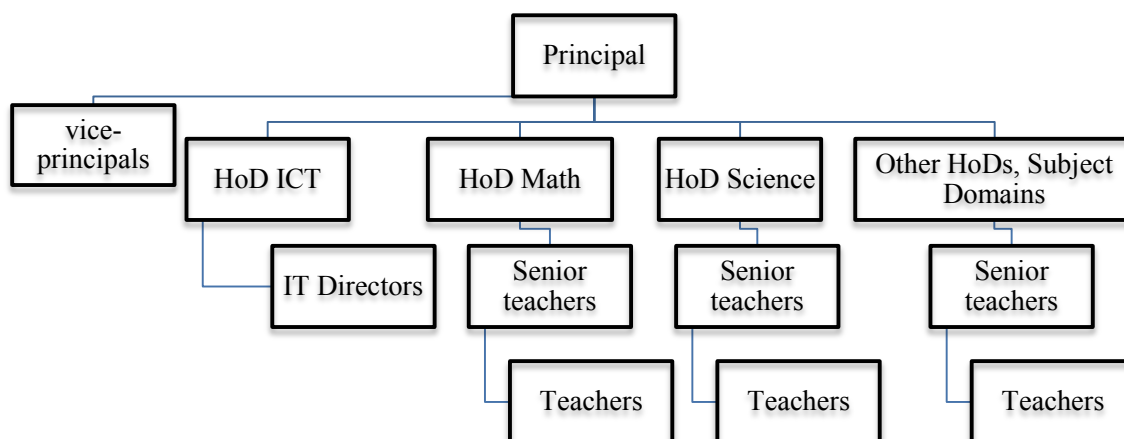 Principal
vice-
principals
HoD ICT
HoD Math
HoD Science
Other HoDs, Subject
Domains
IT Directors
Senior
teachers
Senior
teachers
Senior
teachers
Teachers
Teachers
Teachers